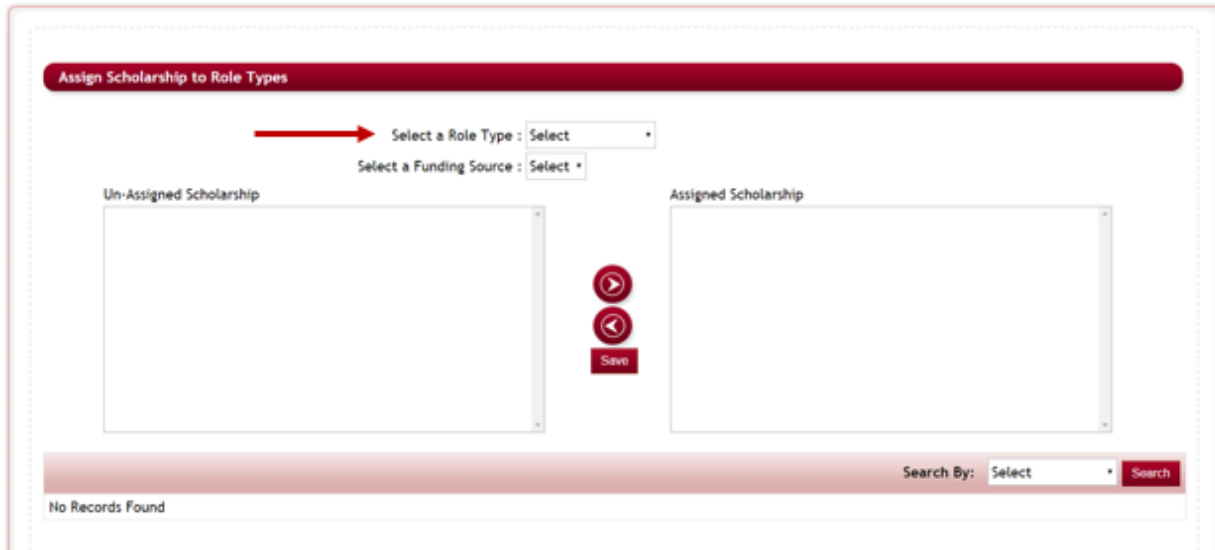 Assign Scholarship to Role Types
Select a Role Type : Select
Select a Funding Source : Select
Un-Assigned Scholarship Assigned Scholarship
Save
Search By: Select Search
No Records Found